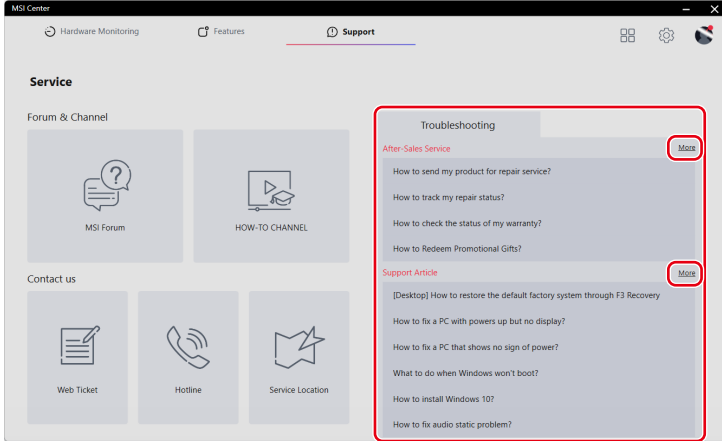 MSI Center
Hardware Monitoring
Features
Support
Service
Forum & Channel
MSI Forum
HOW-TO CHANNEL
Contact us
Web Ticket
Hotline
Service Location
Troubleshooting
After-Sales Service
More
How to send my product for repair service?
How to track my repair status?
How to check the status of my warranty?
How to Redeem Promotional Gifts?
Support Article
More
[Desktop] How to restore the default factory system through F3 Recovery
How to fix a PC with powers up but no display?
How to fix a PC that shows no sign of power?
What to do when Windows won't boot?
How to install Windows 10?
How to fix audio static problem?